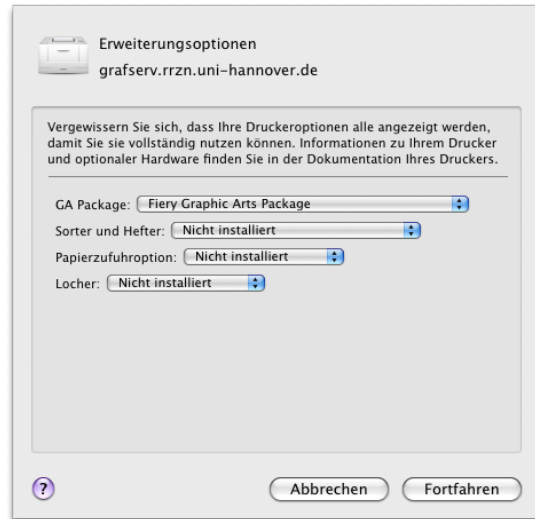 Erweiterungsoptionen
grafserv.rrzn.uni-hannover.de
Vergewissern Sie sich, dass Ihre Druckeroptionen alle angezeigt werden,
damit Sie sie vollständig nutzen können. Informationen zu Ihrem Drucker
und optionaler Hardware finden Sie in der Dokumentation Ihres Druckers.
GA Package: Fiery Graphic Arts Package
Sorter und Hefter: Nicht installiert
Papierzufuhroption: Nicht installiert
Locher: Nicht installiert
? Abbrechen Fortfahren